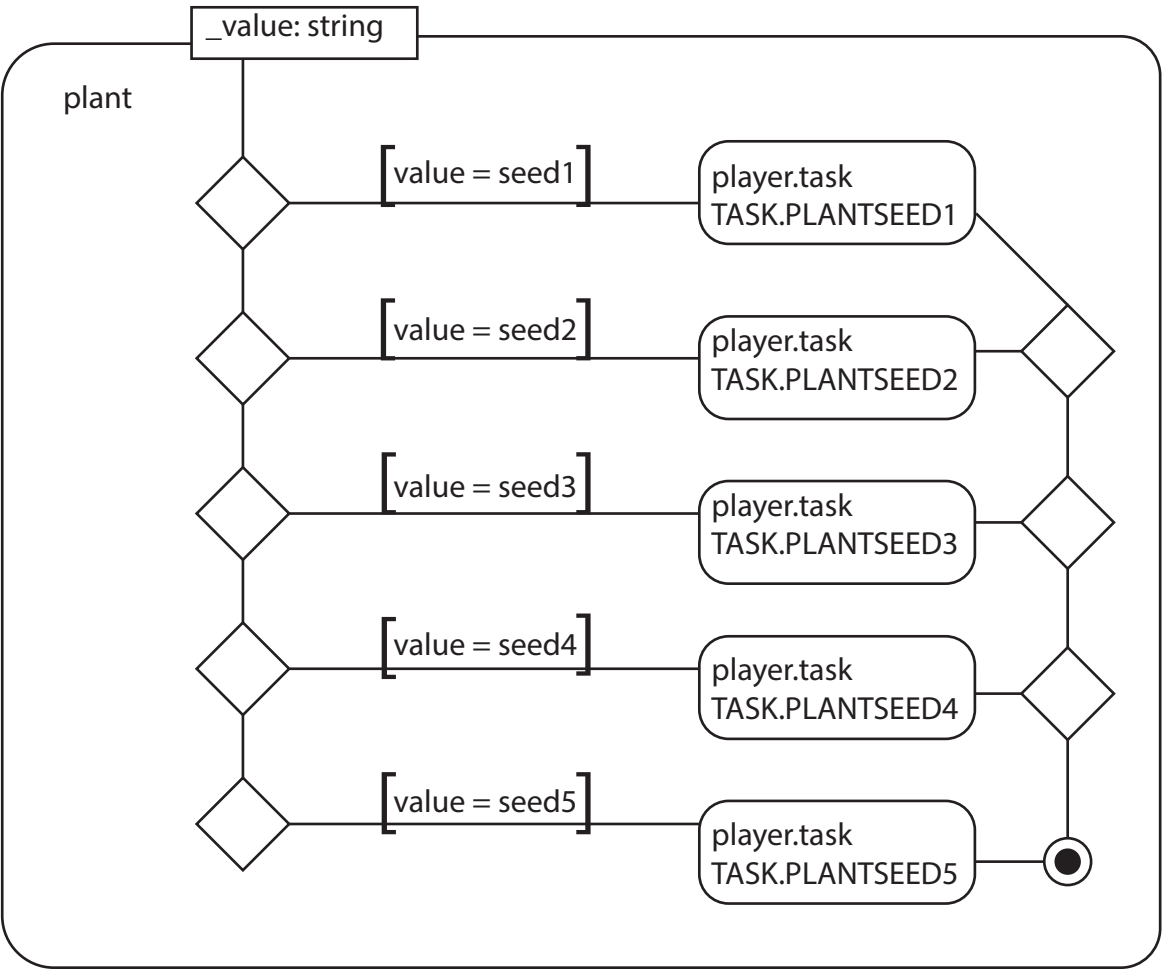 _value: string
plant
[value = seed1]
player.task
TASK.PLANTSEED1
[value = seed2]
player.task
TASK.PLANTSEED2
[value = seed3]
player.task
TASK.PLANTSEED3
[value = seed4]
player.task
TASK.PLANTSEED4
[value = seed5]
player.task
TASK.PLANTSEED5